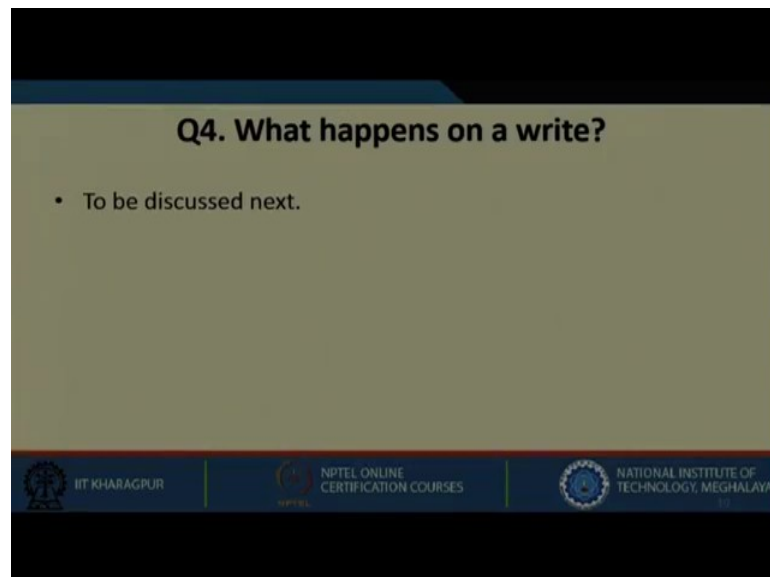 Q4. What happens on a write?
• To be discussed next.
IIT KHARAGPUR
NPTEL
NPTEL ONLINE
CERTIFICATION COURSES
NATIONAL INSTITUTE OF
TECHNOLOGY, MEGHALAYA